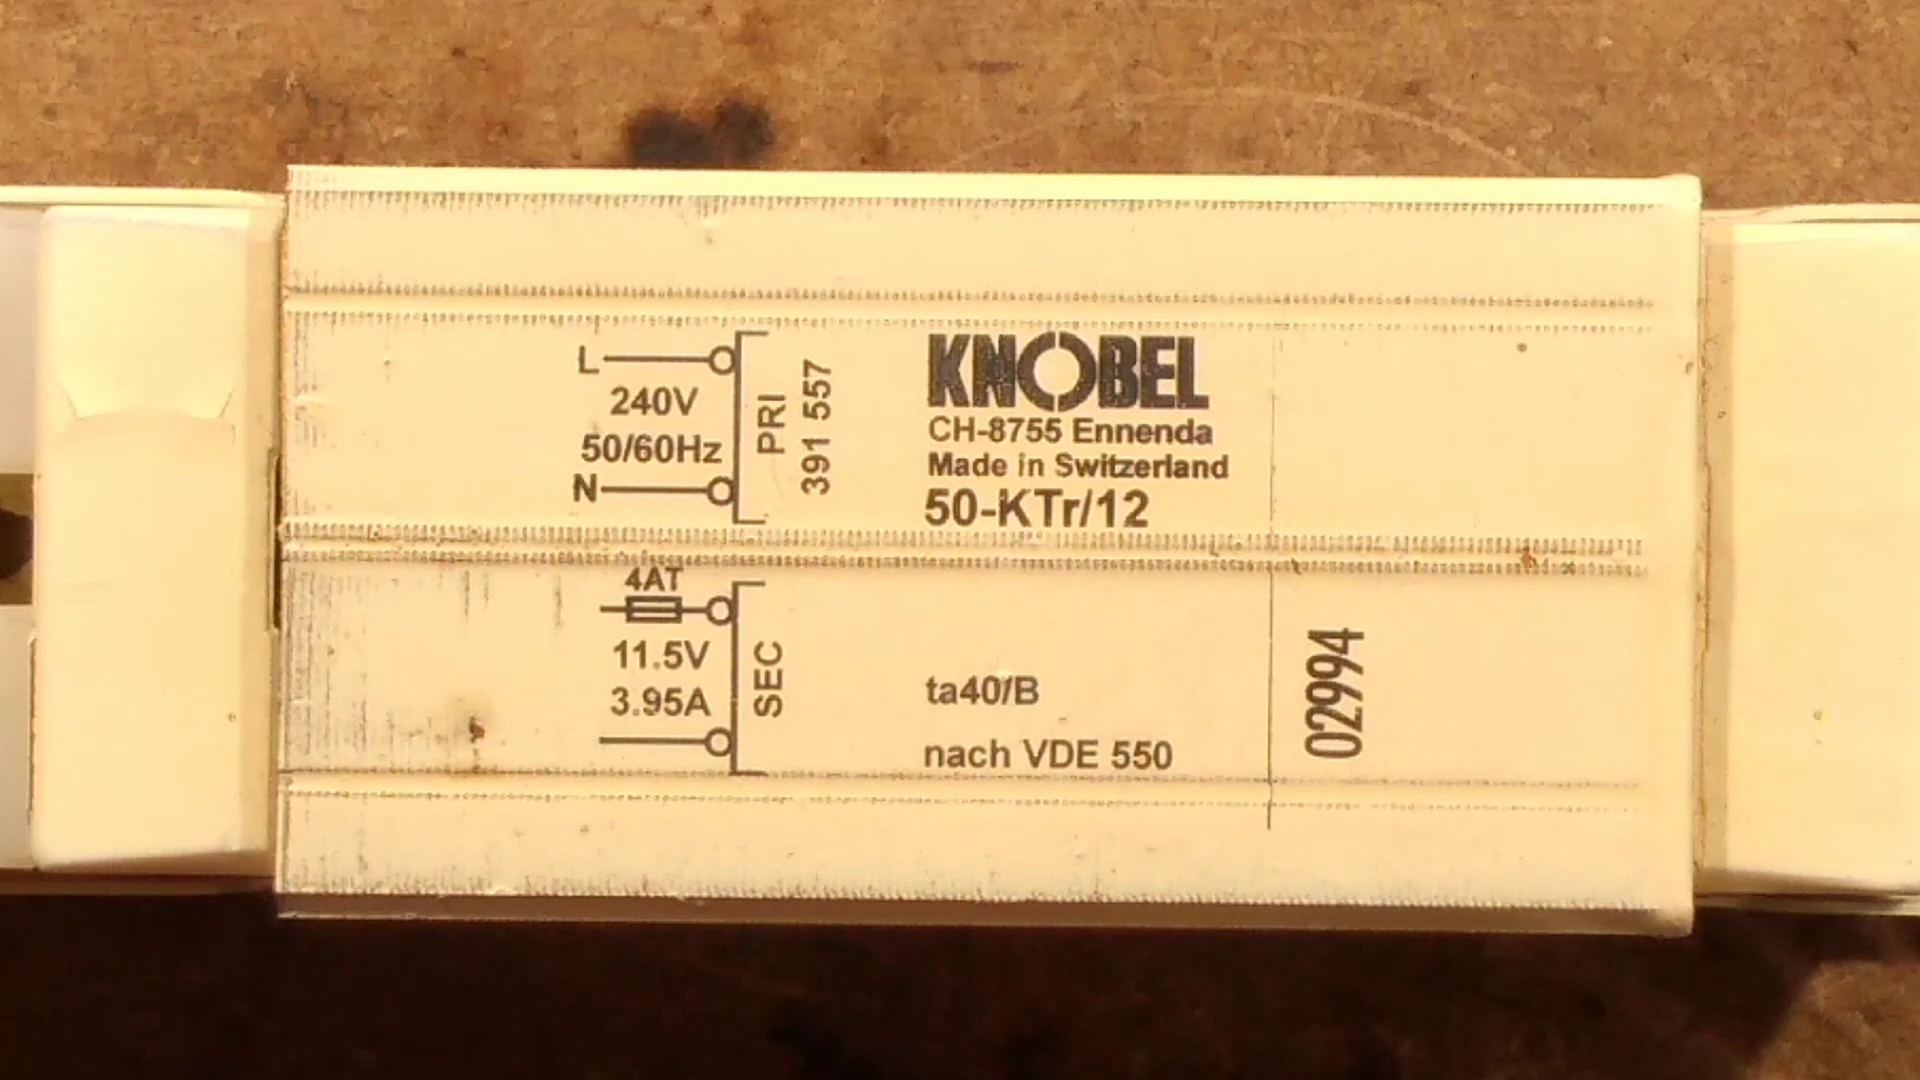 L
240V
50/60Hz
N
PRI
391 557
KNOBEL
CH-8755 Ennenda
Made in Switzerland
50-KTr/12
4AT
11.5V
3.95A
SEC
ta40/B
nach VDE 550
02994